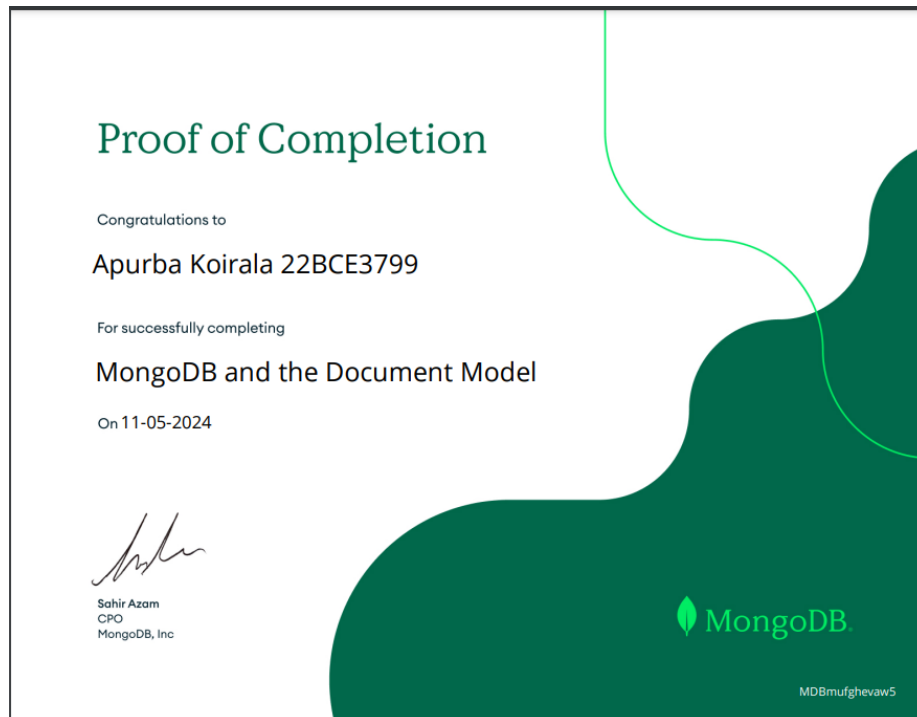 Proof of Completion
Congratulations to
Apurba Koirala 22BCE3799
For successfully completing
MongoDB and the Document Model
On 11-05-2024
Sahir Azam
CPO
MongoDB, Inc
MongoDB.
MDBmufghevaw5